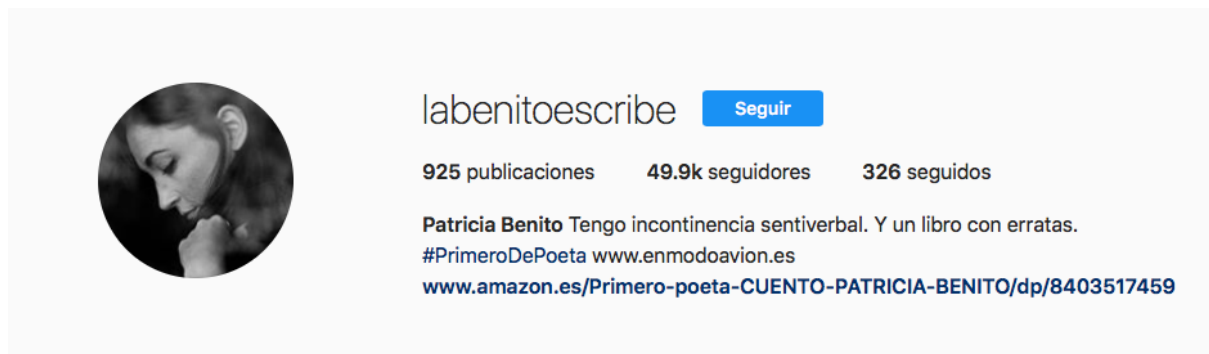 labenitoescribe Seguir
925 publicaciones 49.9k seguidores 326 seguidos
Patricia Benito Tengo incontinencia sentiverbal. Y un libro con erratas.
#PrimeroDePoeta www.enmodoavion.es
www.amazon.es/Primero-poeta-CUENTO-PATRICIA-BENITO/dp/8403517459